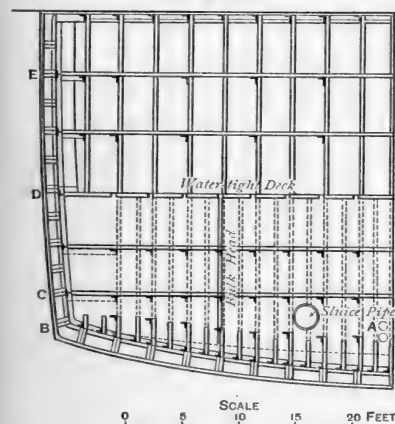 E
Water-tight Deck
D
Bulk Head
C
Sluice Pipe
A
B
SCALE
0 5 10 15 20 FEET